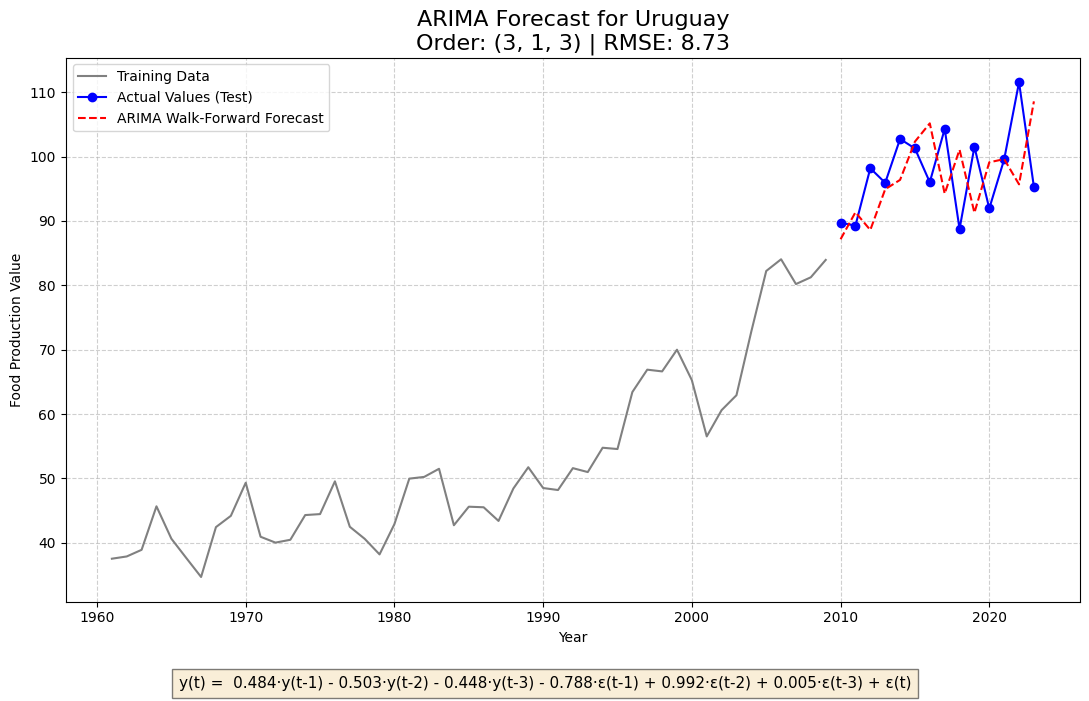 ARIMA Forecast for Uruguay
Order: (3, 1, 3) | RMSE: 8.73
Training Data
Actual Values (Test)
ARIMA Walk-Forward Forecast
Food Production Value
110
100
90
80
70
60
50
40
1960 1970 1980 1990 2000 2010 2020
Year
y(t) =  0.484·y(t-1) - 0.503·y(t-2) - 0.448·y(t-3) - 0.788·ε(t-1) + 0.992·ε(t-2) + 0.005·ε(t-3) + ε(t)